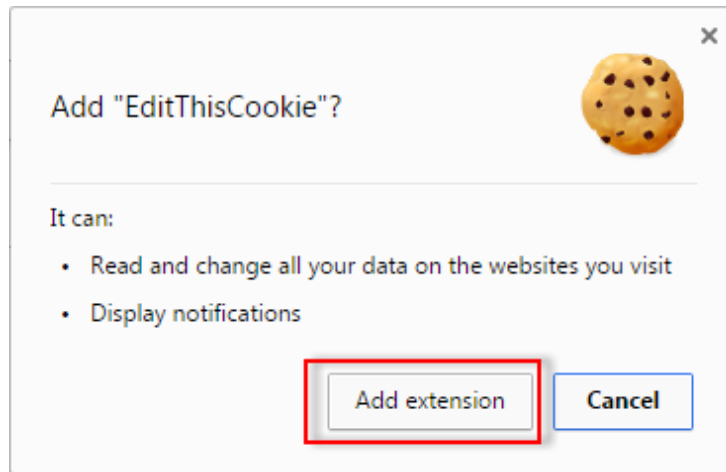 Add "EditThisCookie"?
It can:
• Read and change all your data on the websites you visit
• Display notifications
Add extension
Cancel